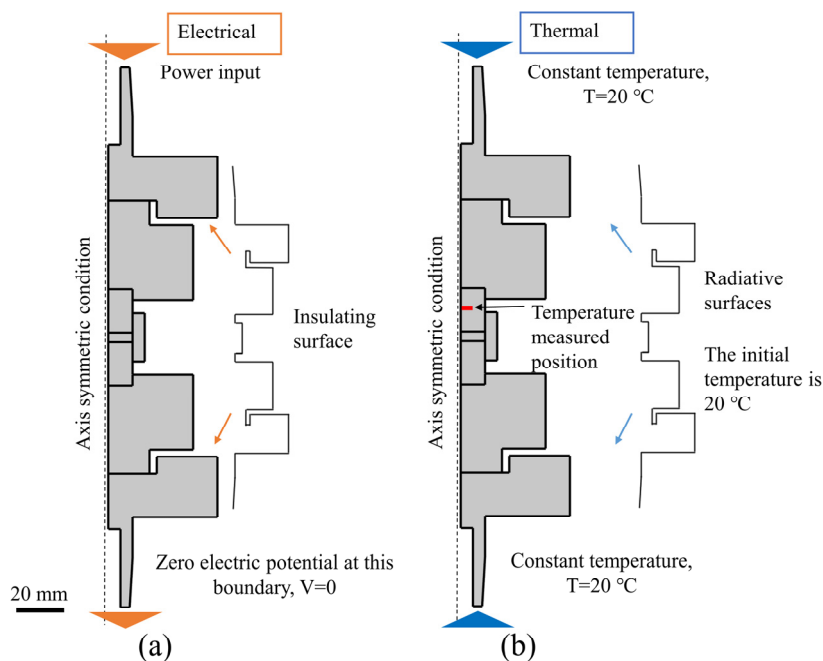 Electrical
Power input
Axis symmetric condition
Insulating
surface
Zero electric potential at this
boundary, V=0
20 mm
(a)
Thermal
Constant temperature,
T=20 ℃
Axis symmetric condition
Temperature
measured
position
Radiative
surfaces
The initial
temperature is
20 ℃
Constant temperature,
T=20 ℃
(b)